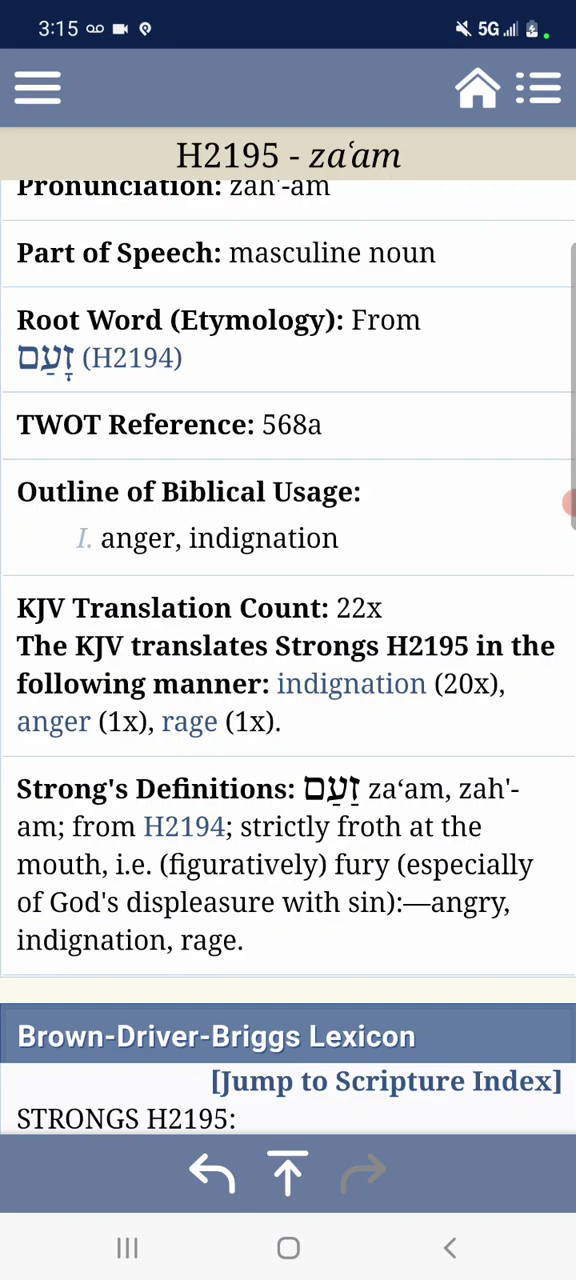 3:15 5G
H2195 - zaʿam
Pronunciation: zah'-am
Part of Speech: masculine noun
Root Word (Etymology): From
זָעַם (H2194)
TWOT Reference: 568a
Outline of Biblical Usage:
I. anger, indignation
KJV Translation Count: 22x
The KJV translates Strongs H2195 in the
following manner: indignation (20x),
anger (1x), rage (1x).
Strong's Definitions: זַעַם zaʻam, zah'-
am; from H2194; strictly froth at the
mouth, i.e. (figuratively) fury (especially
of God's displeasure with sin):—angry,
indignation, rage.
Brown-Driver-Briggs Lexicon
[Jump to Scripture Index]
STRONGS H2195: